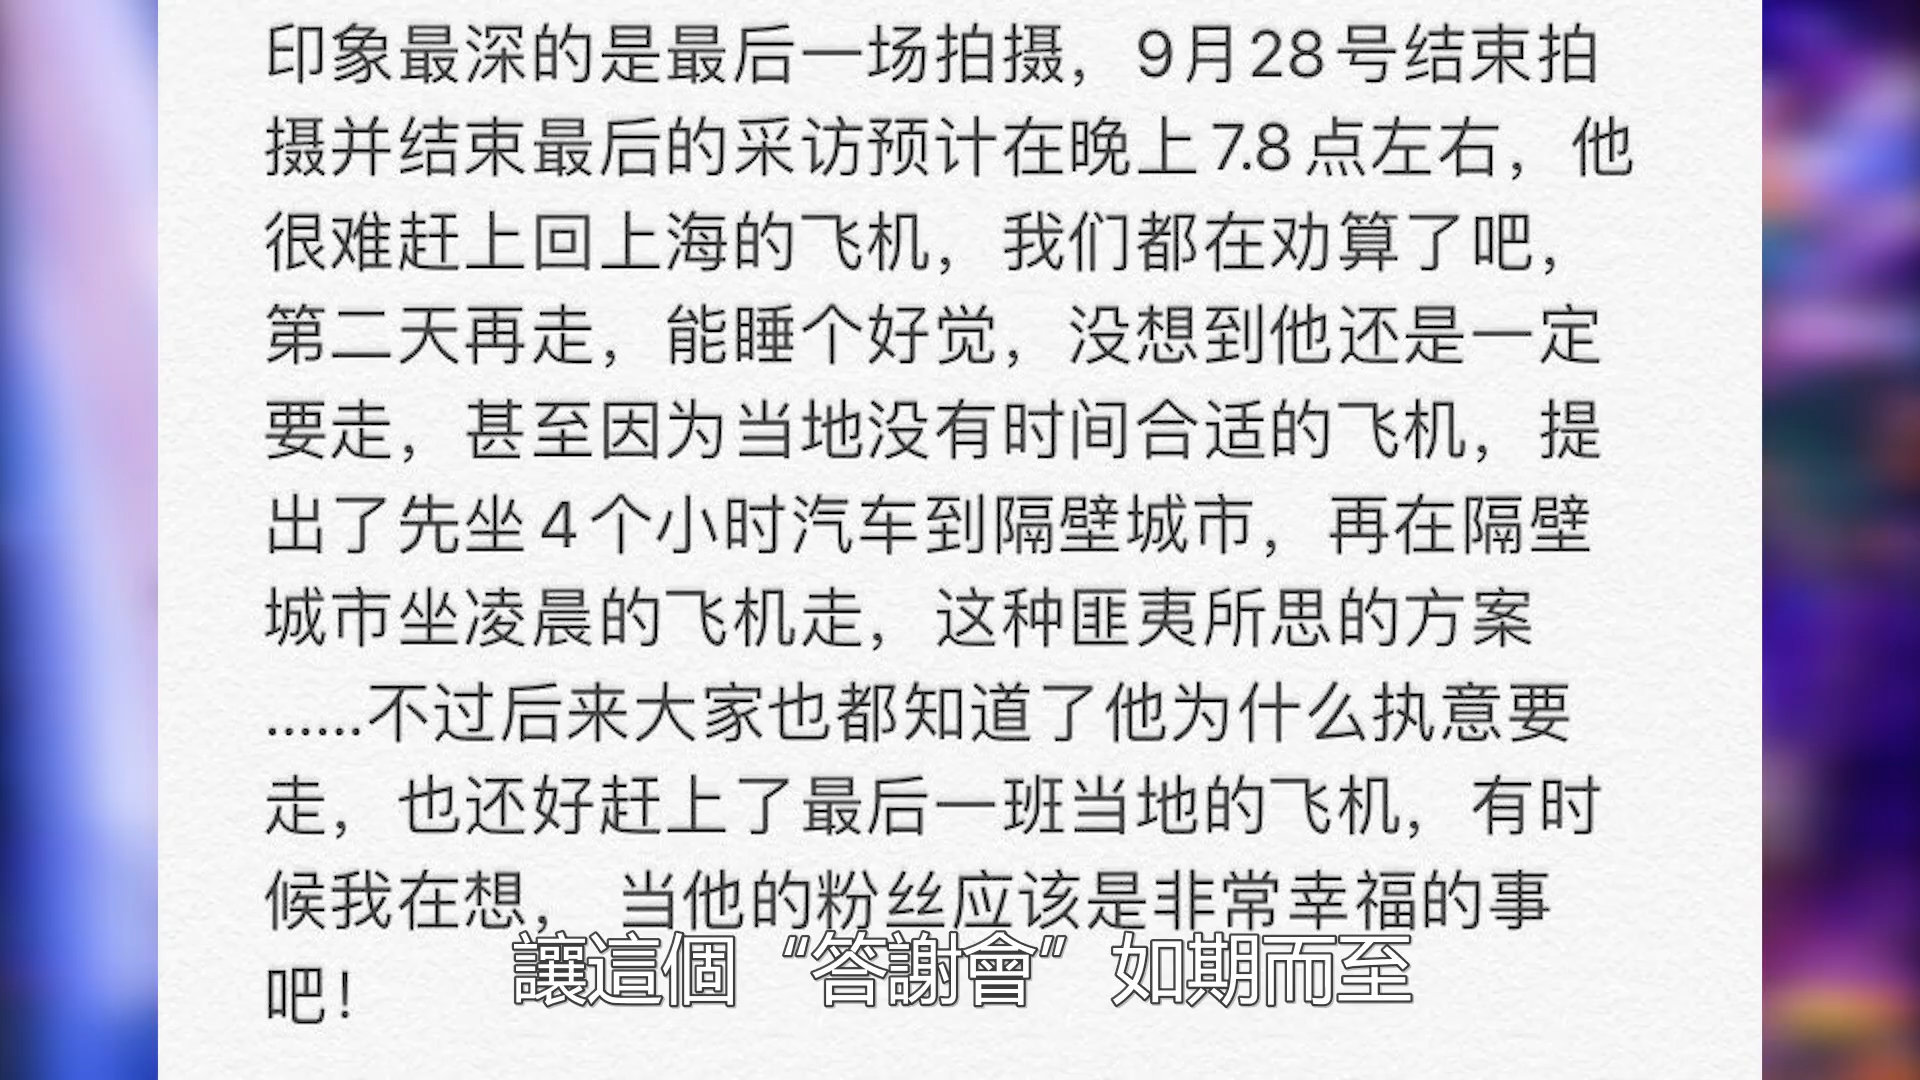 印象最深的是最后一场拍摄，9月28号结束拍
摄并结束最后的采访预计在晚上7.8点左右，他
很难赶上回上海的飞机，我们都在劝算了吧，
第二天再走，能睡个好觉，没想到他还是一定
要走，甚至因为当地没有时间合适的飞机，提
出了先坐4个小时汽车到隔壁城市，再在隔壁
城市坐凌晨的飞机走，这种匪夷所思的方案
......不过后来大家也都知道了他为什么执意要
走，也还好赶上了最后一班当地的飞机，有时
候我在想， 当他的粉丝应该是非常幸福的事
吧！
讓這個“答謝會”如期而至